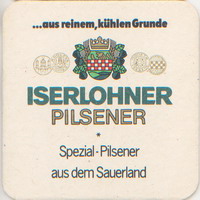 ...aus reinem, kühlen Grunde
ISERLOHNER
PILSENER
Spezial·Pilsener
aus dem Sauerland